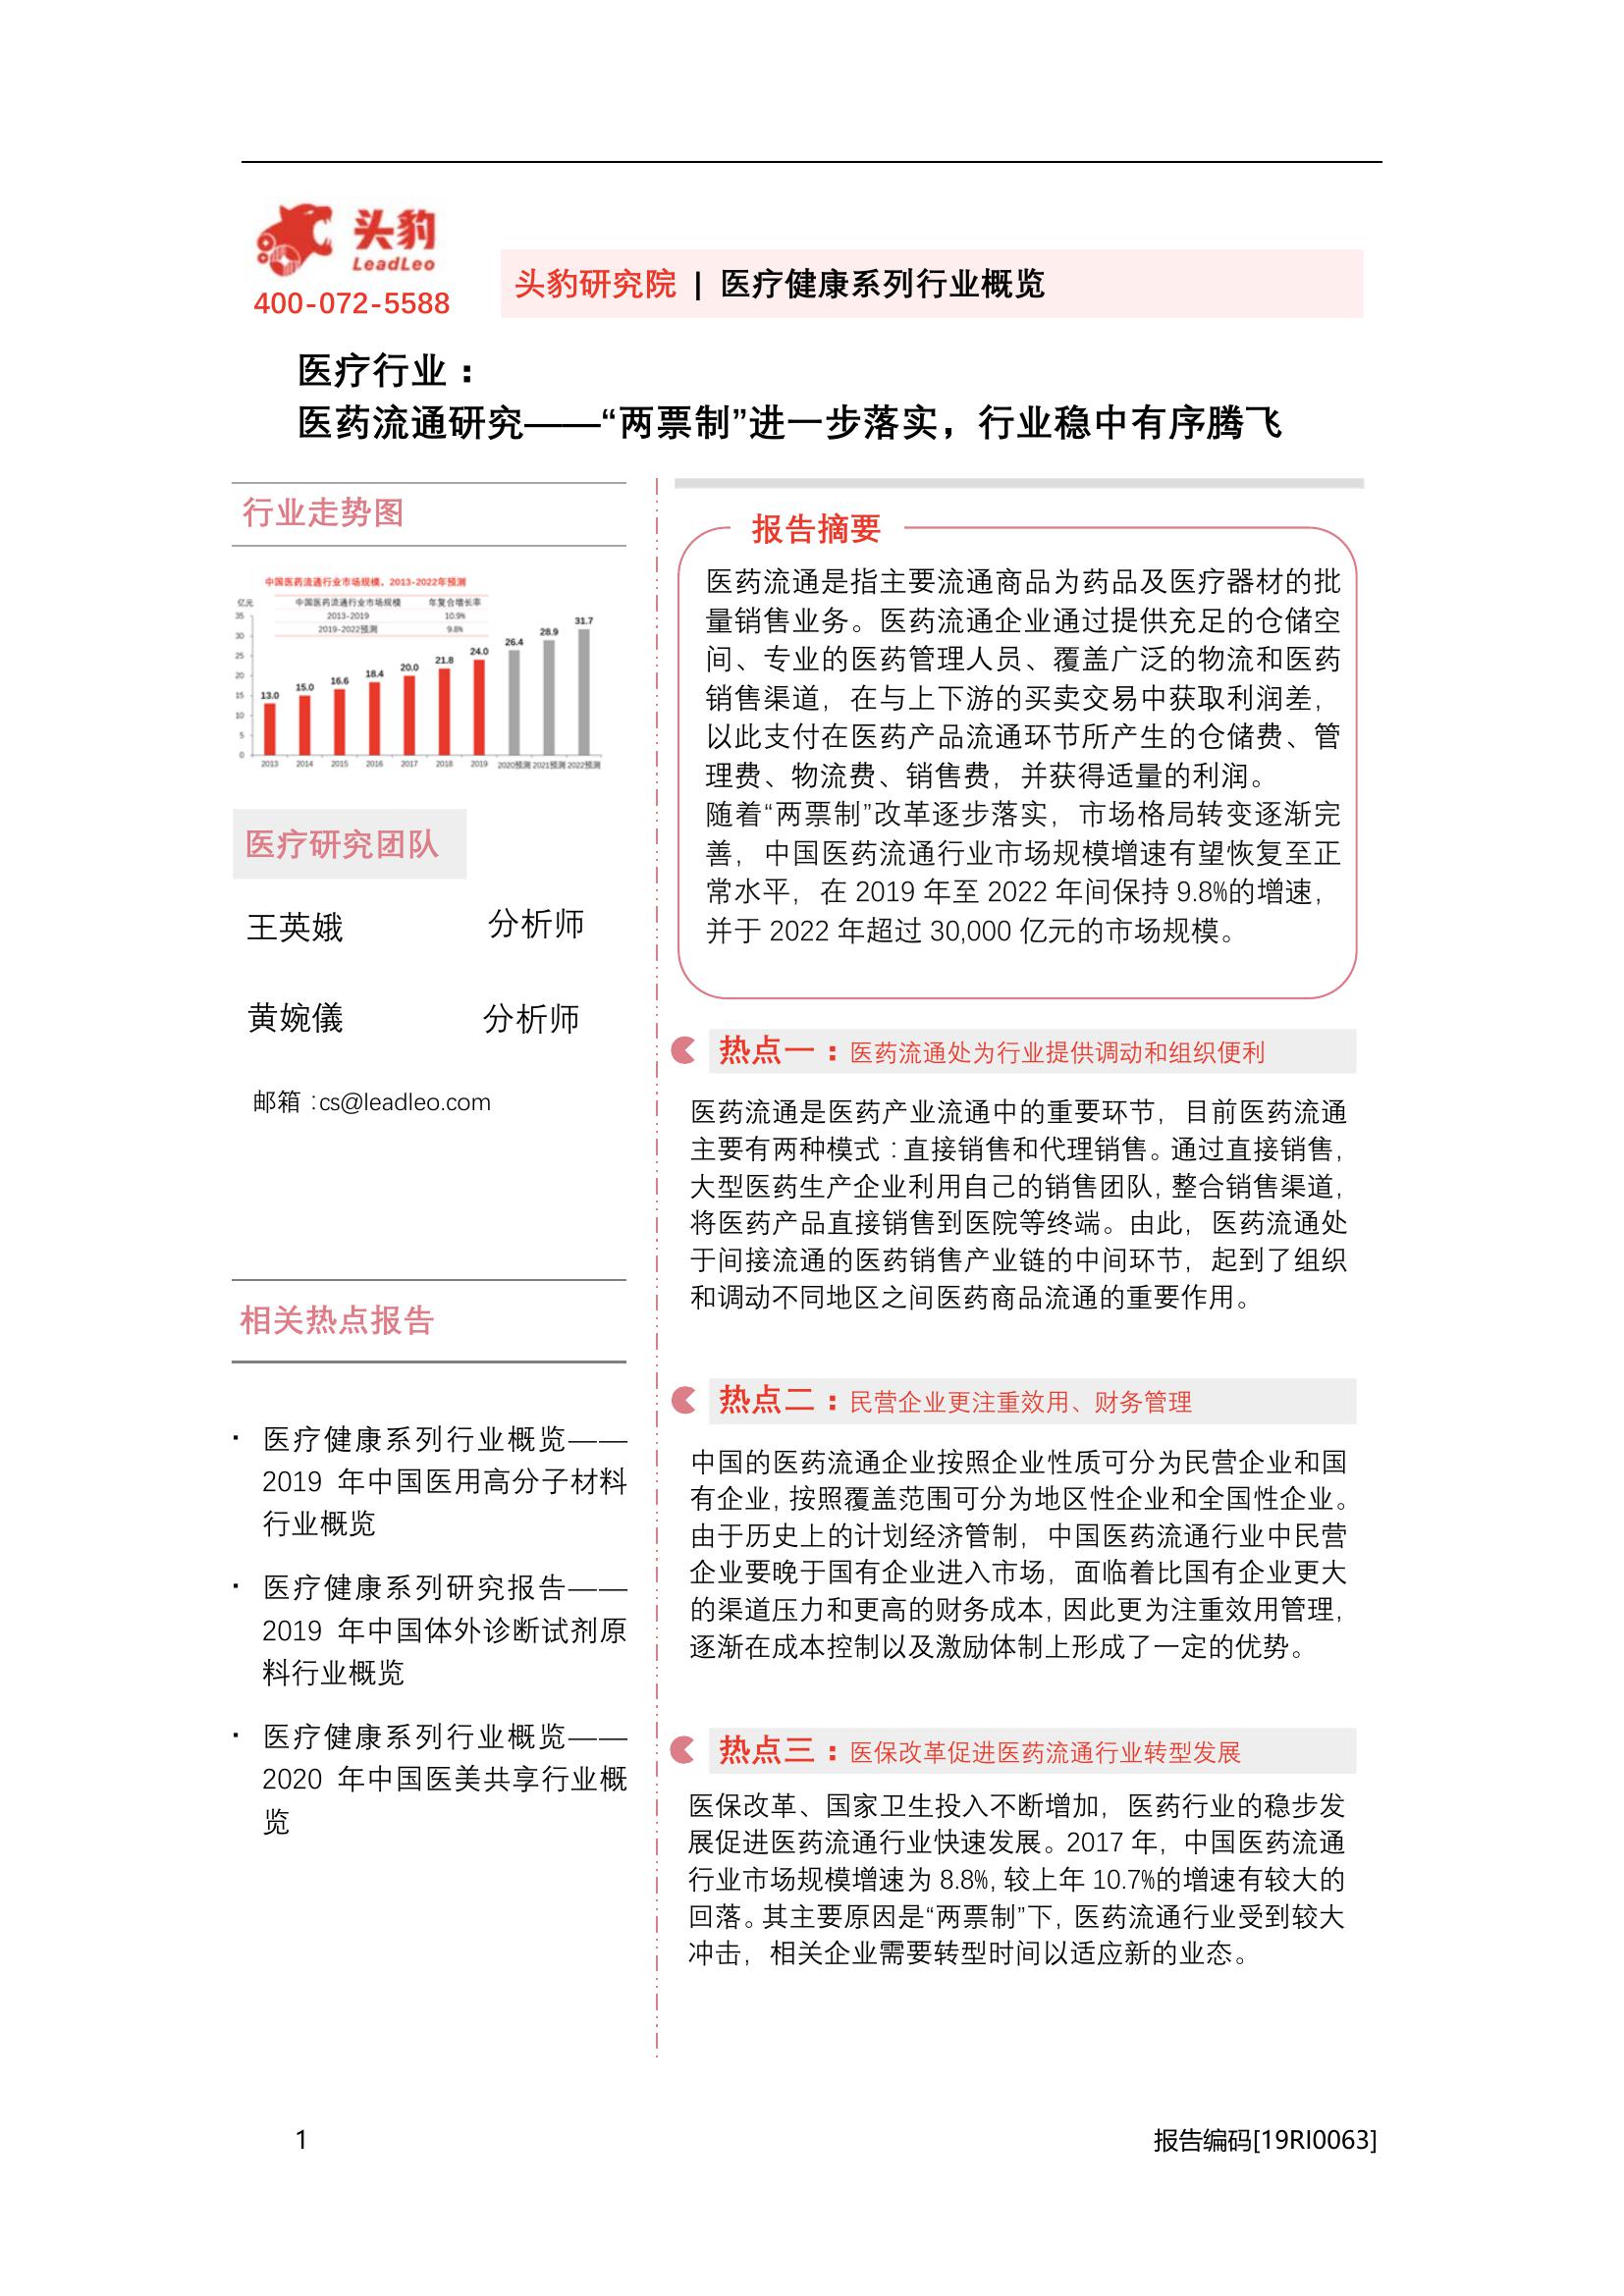 头豹
LeadLeo
400-072-5588
头豹研究院 | 医疗健康系列行业概览
医疗行业：
医药流通研究——“两票制”进一步落实，行业稳中有序腾飞
行业走势图
中国医药流通行业市场规模，2013-2022年预测
亿元
中国医药流通行业市场规模 年复合增长率
2013-2019 10.9%
2019-2022预测 9.8%
35
30
25
20
15
10
5
0
13.0 15.0 16.6 18.4 20.0 21.8 24.0 26.4 28.9 31.7
2013 2014 2015 2016 2017 2018 2019 2020预测 2021预测 2022预测
医疗研究团队
王英娥 分析师
黄婉儀 分析师
邮箱：cs@leadleo.com
相关热点报告
· 医疗健康系列行业概览——
2019 年中国医用高分子材料
行业概览
· 医疗健康系列研究报告——
2019 年中国体外诊断试剂原
料行业概览
· 医疗健康系列行业概览——
2020 年中国医美共享行业概
览
报告摘要
医药流通是指主要流通商品为药品及医疗器材的批
量销售业务。医药流通企业通过提供充足的仓储空
间、专业的医药管理人员、覆盖广泛的物流和医药
销售渠道，在与上下游的买卖交易中获取利润差，
以此支付在医药产品流通环节所产生的仓储费、管
理费、物流费、销售费，并获得适量的利润。
随着“两票制”改革逐步落实，市场格局转变逐渐完
善，中国医药流通行业市场规模增速有望恢复至正
常水平，在 2019 年至 2022 年间保持 9.8%的增速，
并于 2022 年超过 30,000 亿元的市场规模。
热点一：医药流通处为行业提供调动和组织便利
医药流通是医药产业流通中的重要环节，目前医药流通
主要有两种模式：直接销售和代理销售。通过直接销售，
大型医药生产企业利用自己的销售团队，整合销售渠道，
将医药产品直接销售到医院等终端。由此，医药流通处
于间接流通的医药销售产业链的中间环节，起到了组织
和调动不同地区之间医药商品流通的重要作用。
热点二：民营企业更注重效用、财务管理
中国的医药流通企业按照企业性质可分为民营企业和国
有企业，按照覆盖范围可分为地区性企业和全国性企业。
由于历史上的计划经济管制，中国医药流通行业中民营
企业要晚于国有企业进入市场，面临着比国有企业更大
的渠道压力和更高的财务成本，因此更为注重效用管理，
逐渐在成本控制以及激励体制上形成了一定的优势。
热点三：医保改革促进医药流通行业转型发展
医保改革、国家卫生投入不断增加，医药行业的稳步发
展促进医药流通行业快速发展。2017 年，中国医药流通
行业市场规模增速为 8.8%，较上年 10.7%的增速有较大的
回落。其主要原因是“两票制”下，医药流通行业受到较大
冲击，相关企业需要转型时间以适应新的业态。
1
报告编码[19RI0063]